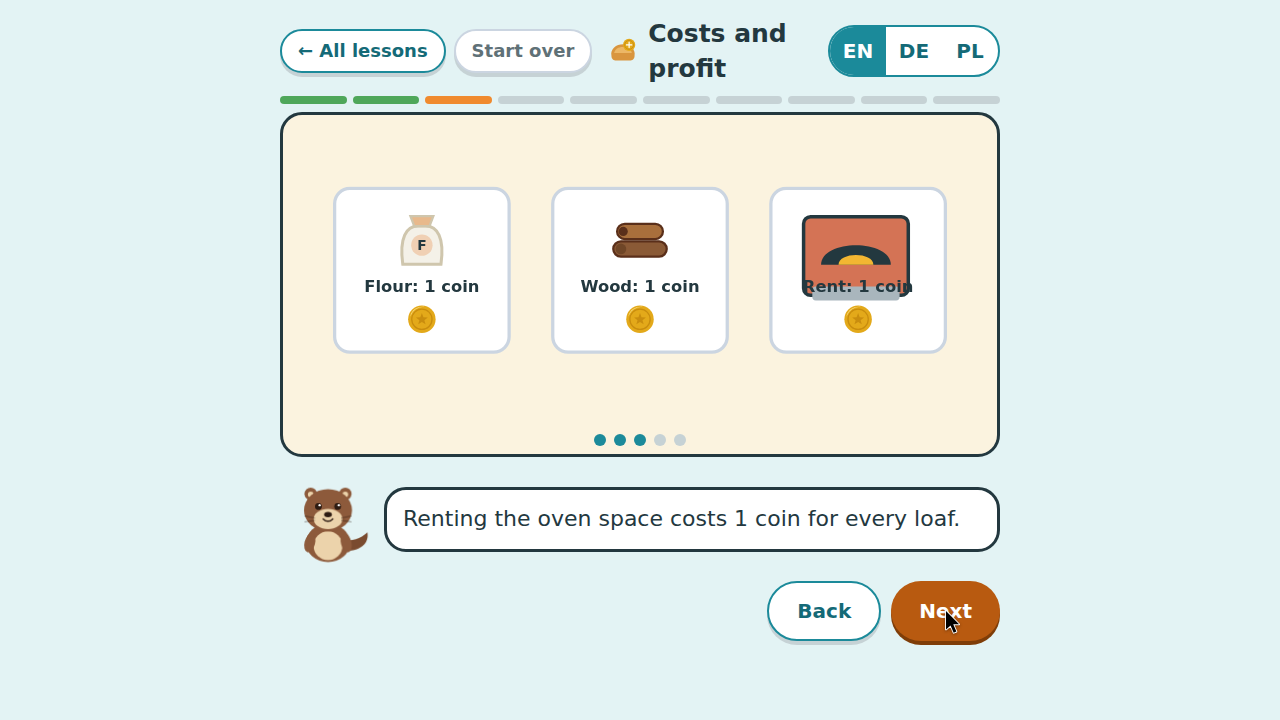 ← All lessons
Start over
Costs and
profit
EN DE PL
F
Flour: 1 coin
Wood: 1 coin
Rent: 1 coin
Renting the oven space costs 1 coin for every loaf.
Back
Next